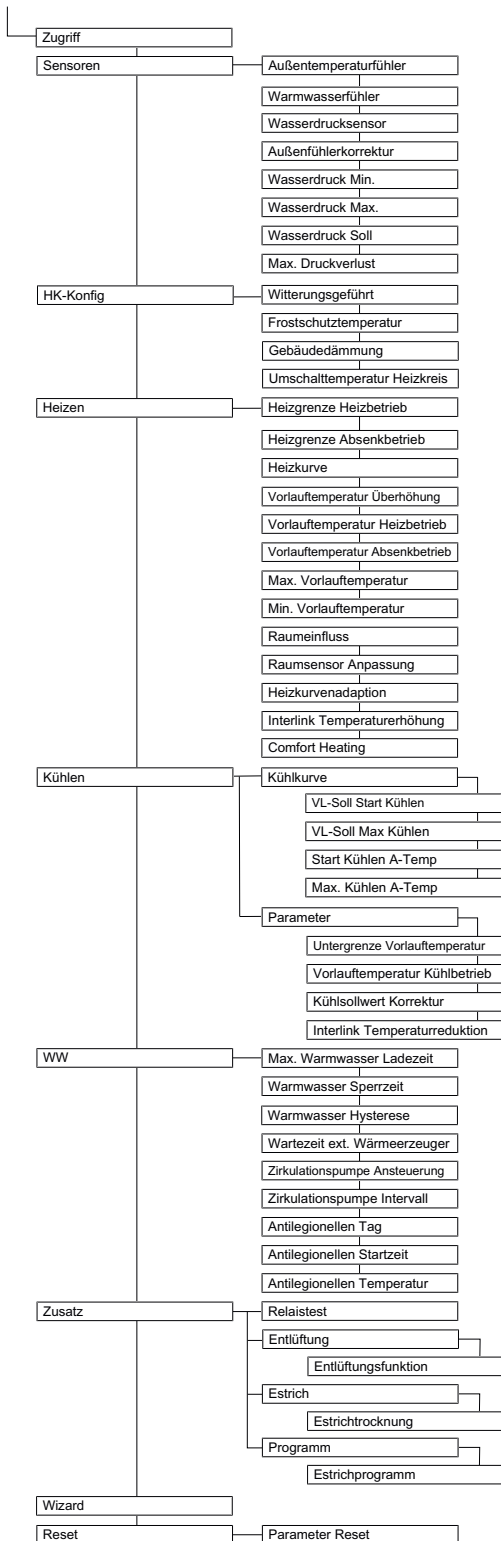 Zugriff
Sensoren
Außentemperaturfühler
Warmwasserfühler
Wasserdrucksensor
Außenfühlerkorrektur
Wasserdruck Min.
Wasserdruck Max.
Wasserdruck Soll
Max. Druckverlust
HK-Konfig
Witterungsgeführt
Frostschutztemperatur
Gebäudedämmung
Umschalttemperatur Heizkreis
Heizen
Heizgrenze Heizbetrieb
Heizgrenze Absenkbetrieb
Heizkurve
Vorlauftemperatur Überhöhung
Vorlauftemperatur Heizbetrieb
Vorlauftemperatur Absenkbetrieb
Max. Vorlauftemperatur
Min. Vorlauftemperatur
Raumeinfluss
Raumsensor Anpassung
Heizkurvenadaption
Interlink Temperaturerhöhung
Comfort Heating
Kühlen
Kühlkurve
VL-Soll Start Kühlen
VL-Soll Max Kühlen
Start Kühlen A-Temp
Max. Kühlen A-Temp
Parameter
Untergrenze Vorlauftemperatur
Vorlauftemperatur Kühlbetrieb
Kühlsollwert Korrektur
Interlink Temperaturreduktion
WW
Max. Warmwasser Ladezeit
Warmwasser Sperrzeit
Warmwasser Hysterese
Wartezeit ext. Wärmeerzeuger
Zirkulationspumpe Ansteuerung
Zirkulationspumpe Intervall
Antilegionellen Tag
Antilegionellen Startzeit
Antilegionellen Temperatur
Zusatz
Relaistest
Entlüftung
Entlüftungsfunktion
Estrich
Estrichtrocknung
Programm
Estrichprogramm
Wizard
Reset
Parameter Reset